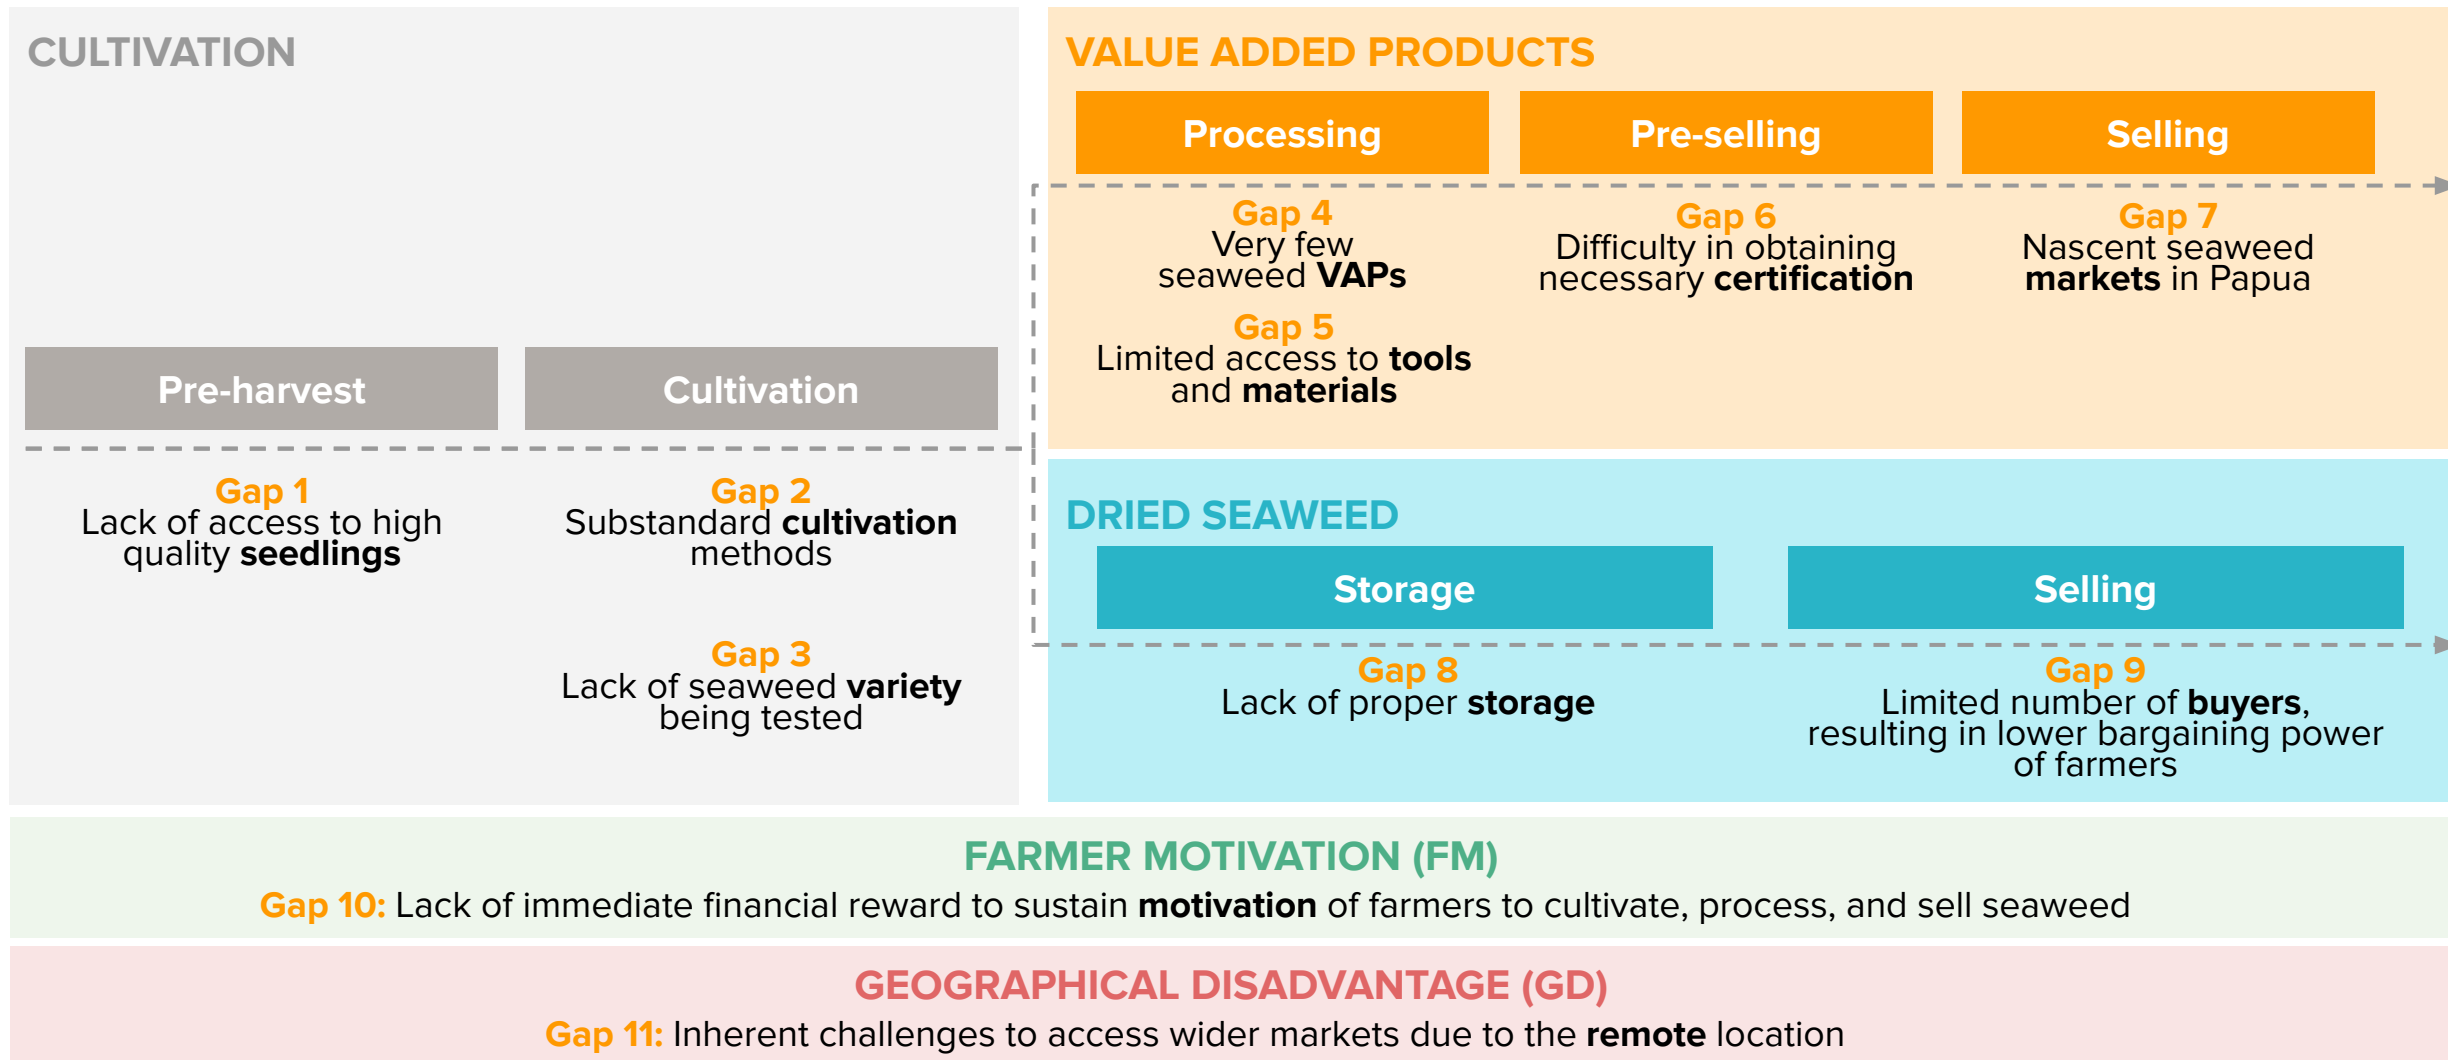 CULTIVATION
Pre-harvest
Cultivation
Gap 1
Lack of access to high
quality seedlings
Gap 2
Substandard cultivation
methods
Gap 3
Lack of seaweed variety
being tested
VALUE ADDED PRODUCTS
Processing
Pre-selling
Selling
Gap 4
Very few
seaweed VAPs
Gap 5
Limited access to tools
and materials
Gap 6
Difficulty in obtaining
necessary certification
Gap 7
Nascent seaweed
markets in Papua
DRIED SEAWEED
Storage
Selling
Gap 8
Lack of proper storage
Gap 9
Limited number of buyers,
resulting in lower bargaining power
of farmers
FARMER MOTIVATION (FM)
Gap 10: Lack of immediate financial reward to sustain motivation of farmers to cultivate, process, and sell seaweed
GEOGRAPHICAL DISADVANTAGE (GD)
Gap 11: Inherent challenges to access wider markets due to the remote location